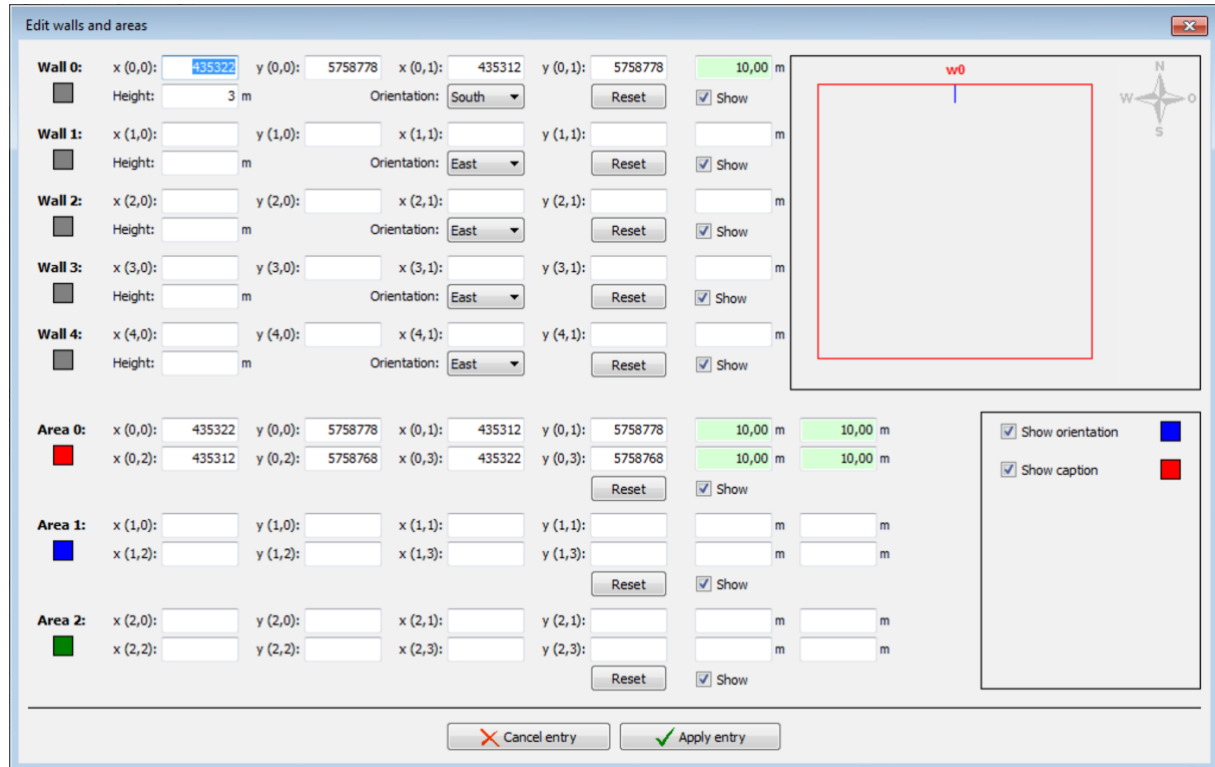 Edit walls and areas
Wall 0: x (0,0): 435322 y (0,0): 5758778 x (0,1): 435312 y (0,1): 5758778 10,00 m
Height: 3 m Orientation: South Reset Show
Wall 1: x (1,0): y (1,0): x (1,1): y (1,1): m
Height: m Orientation: East Reset Show
Wall 2: x (2,0): y (2,0): x (2,1): y (2,1): m
Height: m Orientation: East Reset Show
Wall 3: x (3,0): y (3,0): x (3,1): y (3,1): m
Height: m Orientation: East Reset Show
Wall 4: x (4,0): y (4,0): x (4,1): y (4,1): m
Height: m Orientation: East Reset Show
w0
N
W O
S
Area 0: x (0,0): 435322 y (0,0): 5758778 x (0,1): 435312 y (0,1): 5758778 10,00 m 10,00 m
x (0,2): 435312 y (0,2): 5758768 x (0,3): 435322 y (0,3): 5758768 10,00 m 10,00 m
Reset Show
Area 1: x (1,0): y (1,0): x (1,1): y (1,1): m m
x (1,2): y (1,2): x (1,3): y (1,3): m m
Reset Show
Area 2: x (2,0): y (2,0): x (2,1): y (2,1): m m
x (2,2): y (2,2): x (2,3): y (2,3): m m
Reset Show
Show orientation
Show caption
Cancel entry Apply entry